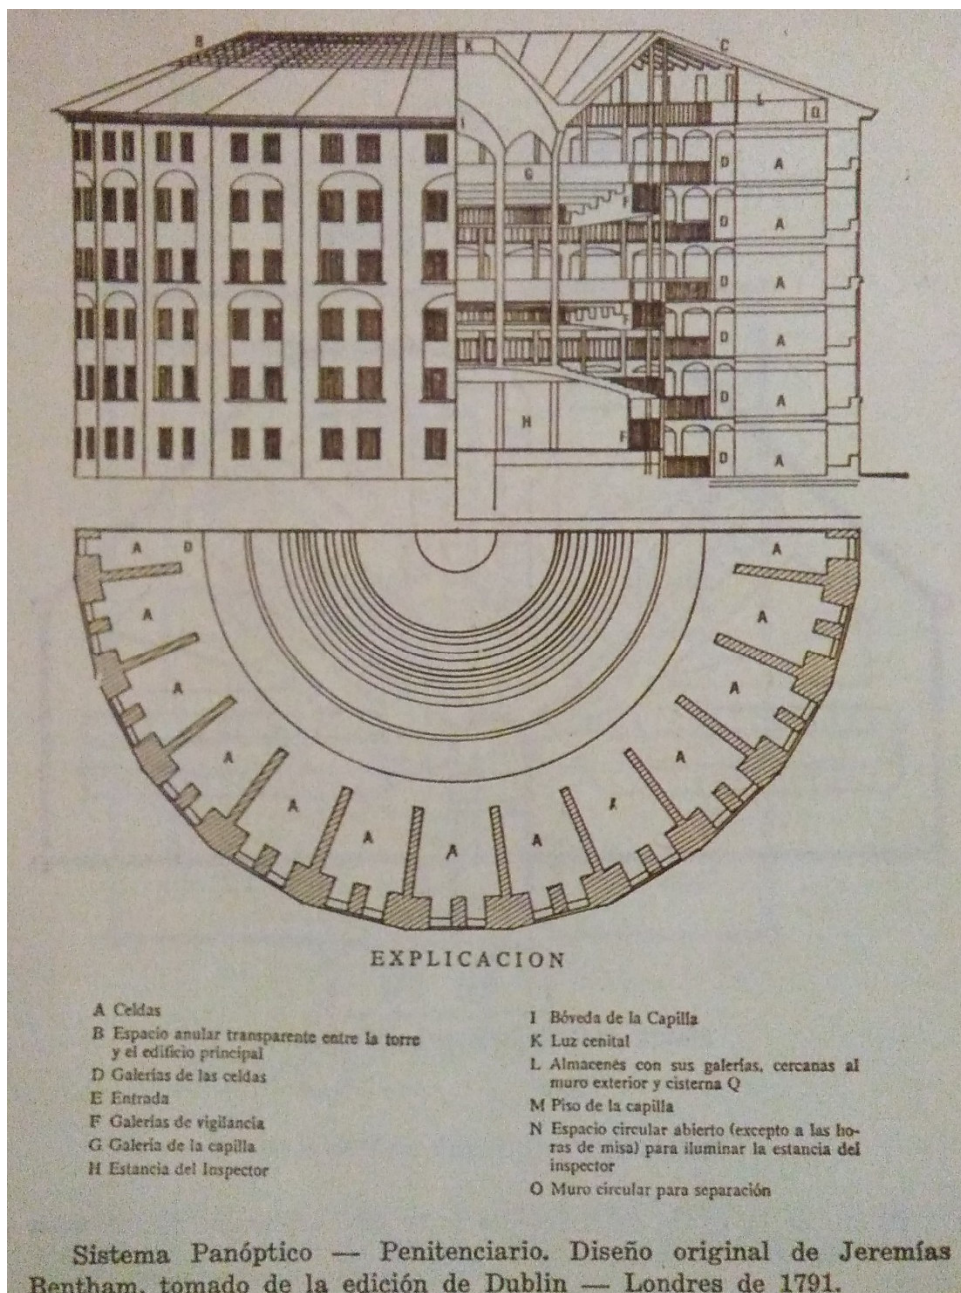 B
K
C
I
L
Q
G
D
A
F
D
A
D
A
F
D
A
D
A
H
F
D
A
A
D
A
A
A
A
A
A
A
A
A
A
A
A
A
EXPLICACION
A Celdas
B Espacio anular transparente entre la torre
y el edificio principal
D Galerías de las celdas
E Entrada
F Galerías de vigilancia
G Galería de la capilla
H Estancia del Inspector
I Bóveda de la Capilla
K Luz cenital
L Almacenes con sus galerías, cercanas al
muro exterior y cisterna Q
M Piso de la capilla
N Espacio circular abierto (excepto a las ho-
ras de misa) para iluminar la estancia del
inspector
O Muro circular para separación
Sistema Panóptico — Penitenciario. Diseño original de Jeremías
Bentham, tomado de la edición de Dublin — Londres de 1791.